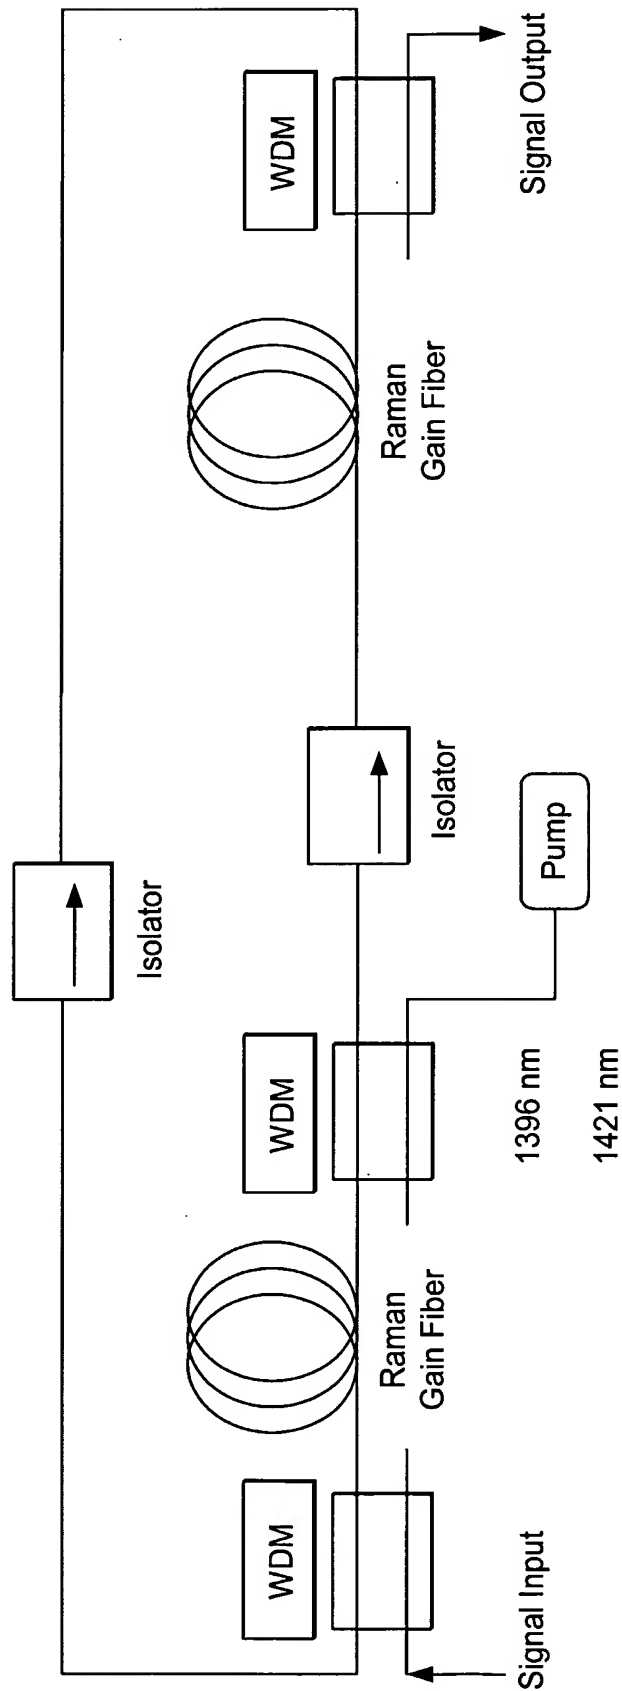 Isolator
WDM
WDM
WDM
Raman
Gain Fiber
Raman
Gain Fiber
Isolator
Signal Input
1396 nm
1421 nm
Pump
Signal Output